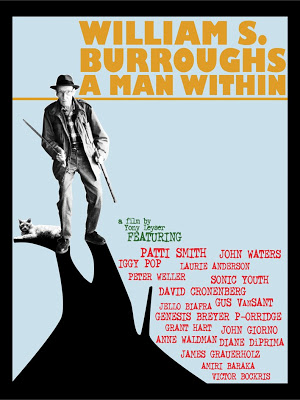 WILLIAM S.
BURROUGHS
A MAN WITHIN
a film by
Yony Leyser
FEATURING
PATTI SMITH JOHN WATERS
IGGY POP LAURIE ANDERSON
PETER WELLER SONIC YOUTH
DAVID CRONENBERG
JELLO BIAFRA GUS VANSANT
GENESIS BREYER P-ORRIDGE
GRANT HART JOHN GIORNO
ANNE WALDMAN DIANE DiPRIMA
JAMES GRAUERHOLZ
AMIRI BARAKA
VICTOR BOCKRIS